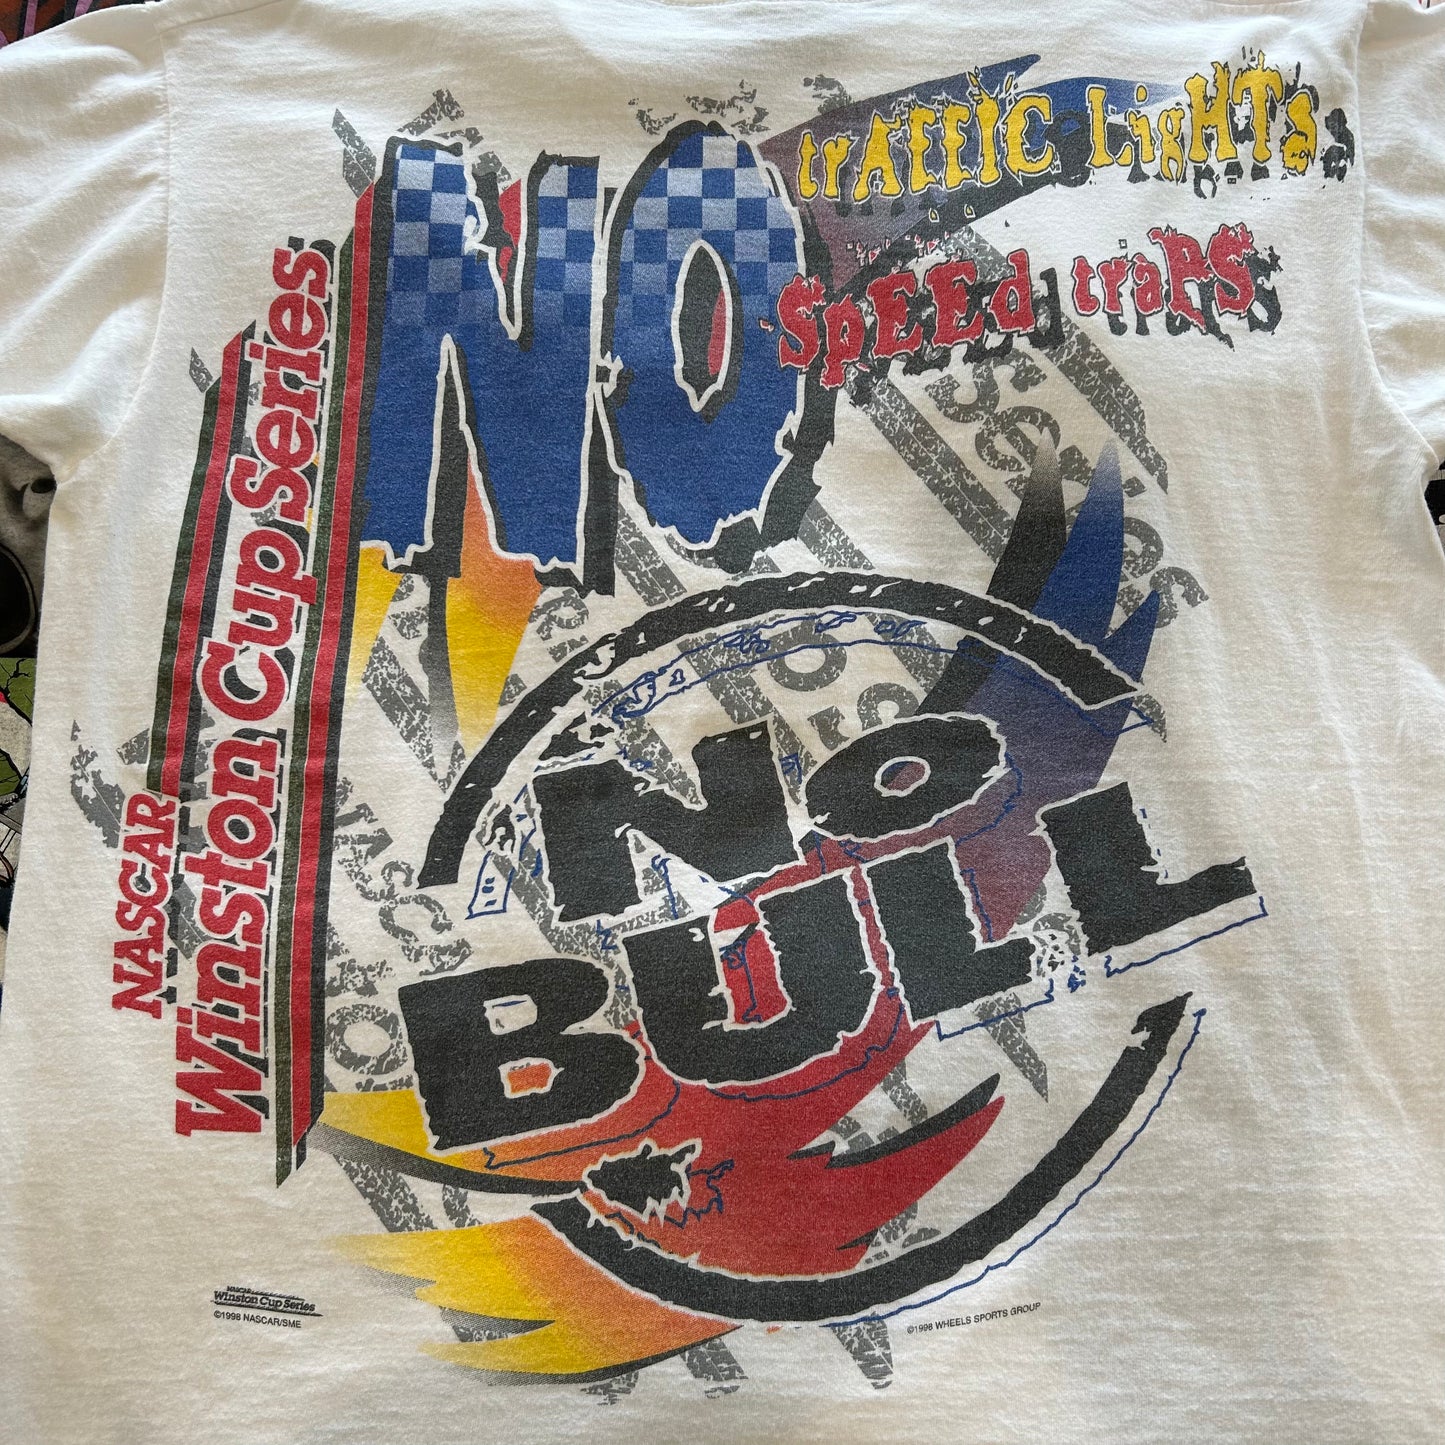 NO
trAffIC LigHTs
SpEEd traPS
NASCAR
Winston Cup Series
NO
BULL
NASCAR
Winston Cup Series
©1998 NASCAR/SME
©1998 WHEELS SPORTS GROUP